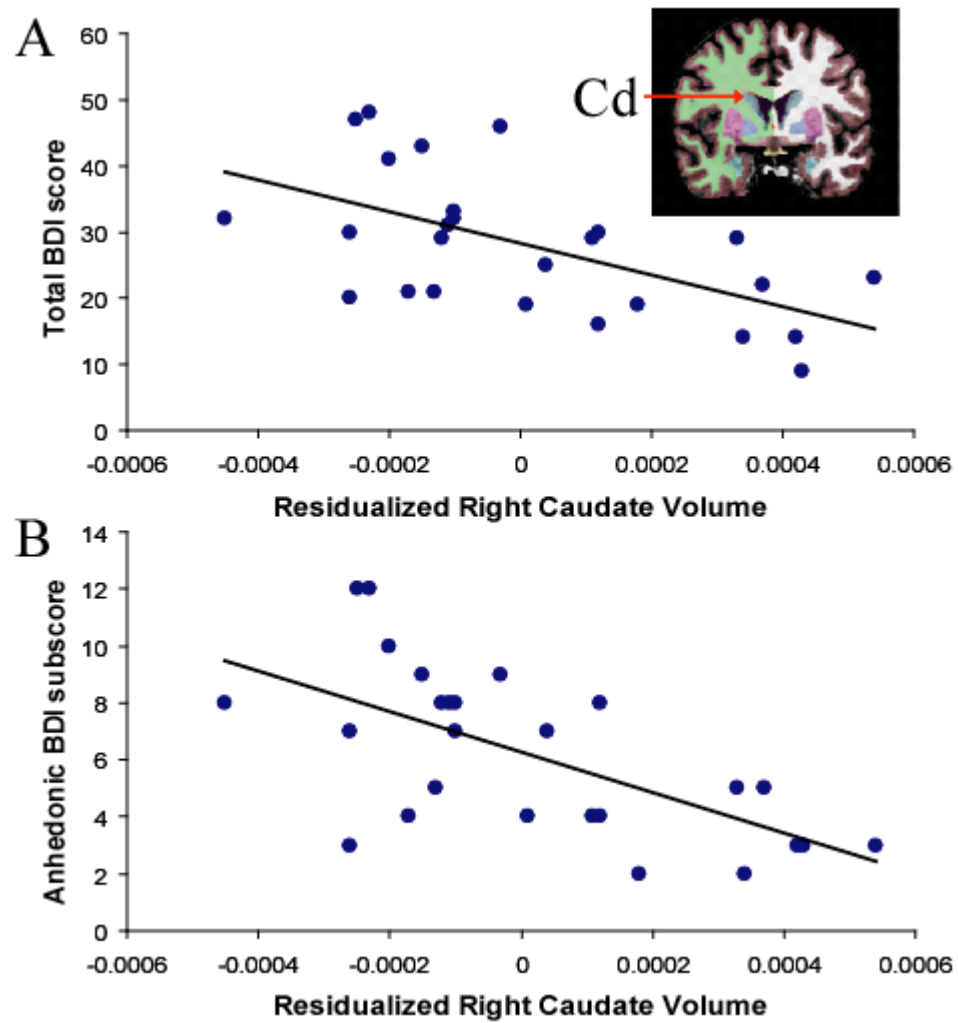 A
Total BDI score
60
50
40
30
20
10
0
-0.0006 -0.0004 -0.0002 0 0.0002 0.0004 0.0006
Residualized Right Caudate Volume
Cd
B
Anhedonic BDI subscore
14
12
10
8
6
4
2
0
-0.0006 -0.0004 -0.0002 0 0.0002 0.0004 0.0006
Residualized Right Caudate Volume